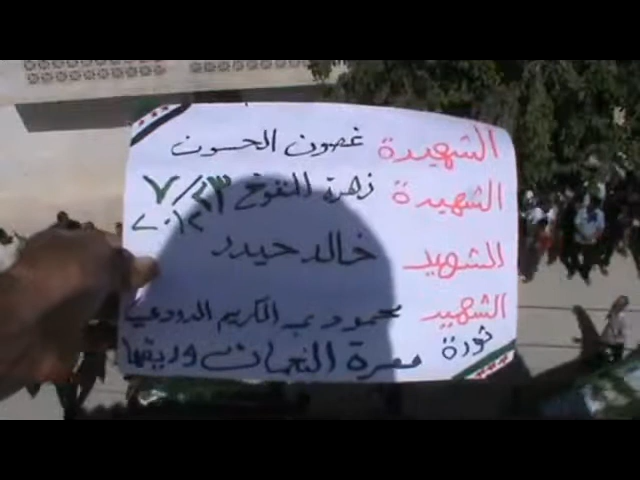 الشهيدة غصون الحسون
الشهيدة زهرة المنفوخ ٧/٢٣
٢٠١٢
الشهيد خالد حيدر
الشهيد محمود عبد الكريم الدودعي
ثورة
معرة النعمان وريفها